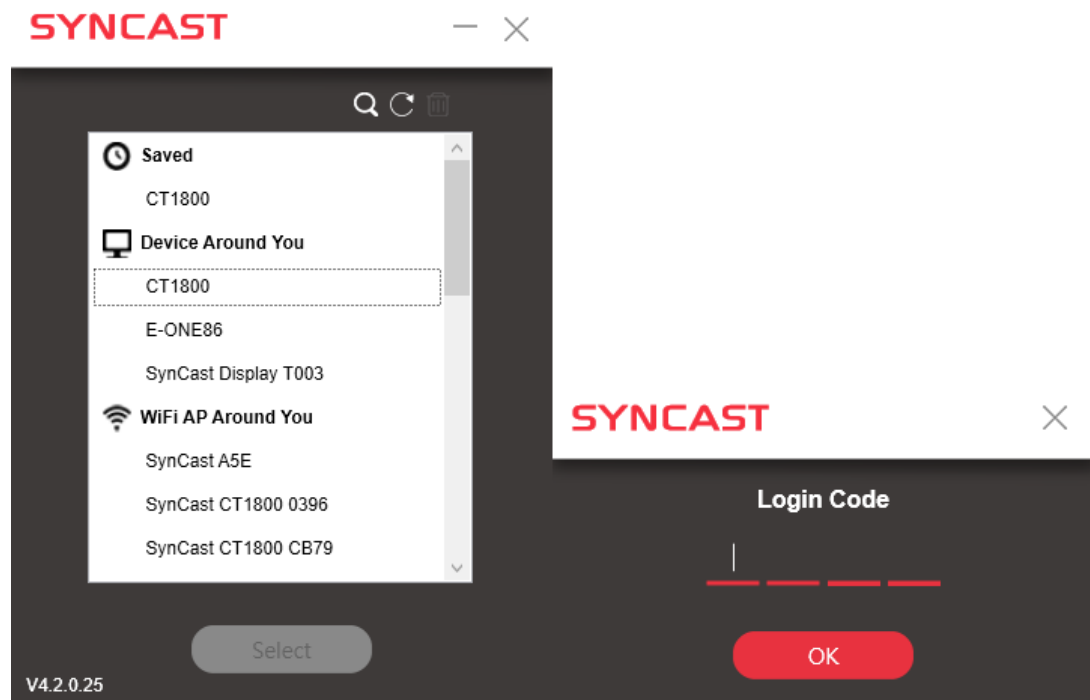 SYNCAST
Saved
CT1800
Device Around You
CT1800
E-ONE86
SynCast Display T003
WiFi AP Around You
SynCast A5E
SynCast CT1800 0396
SynCast CT1800 CB79
Select
V4.2.0.25
SYNCAST
Login Code
OK